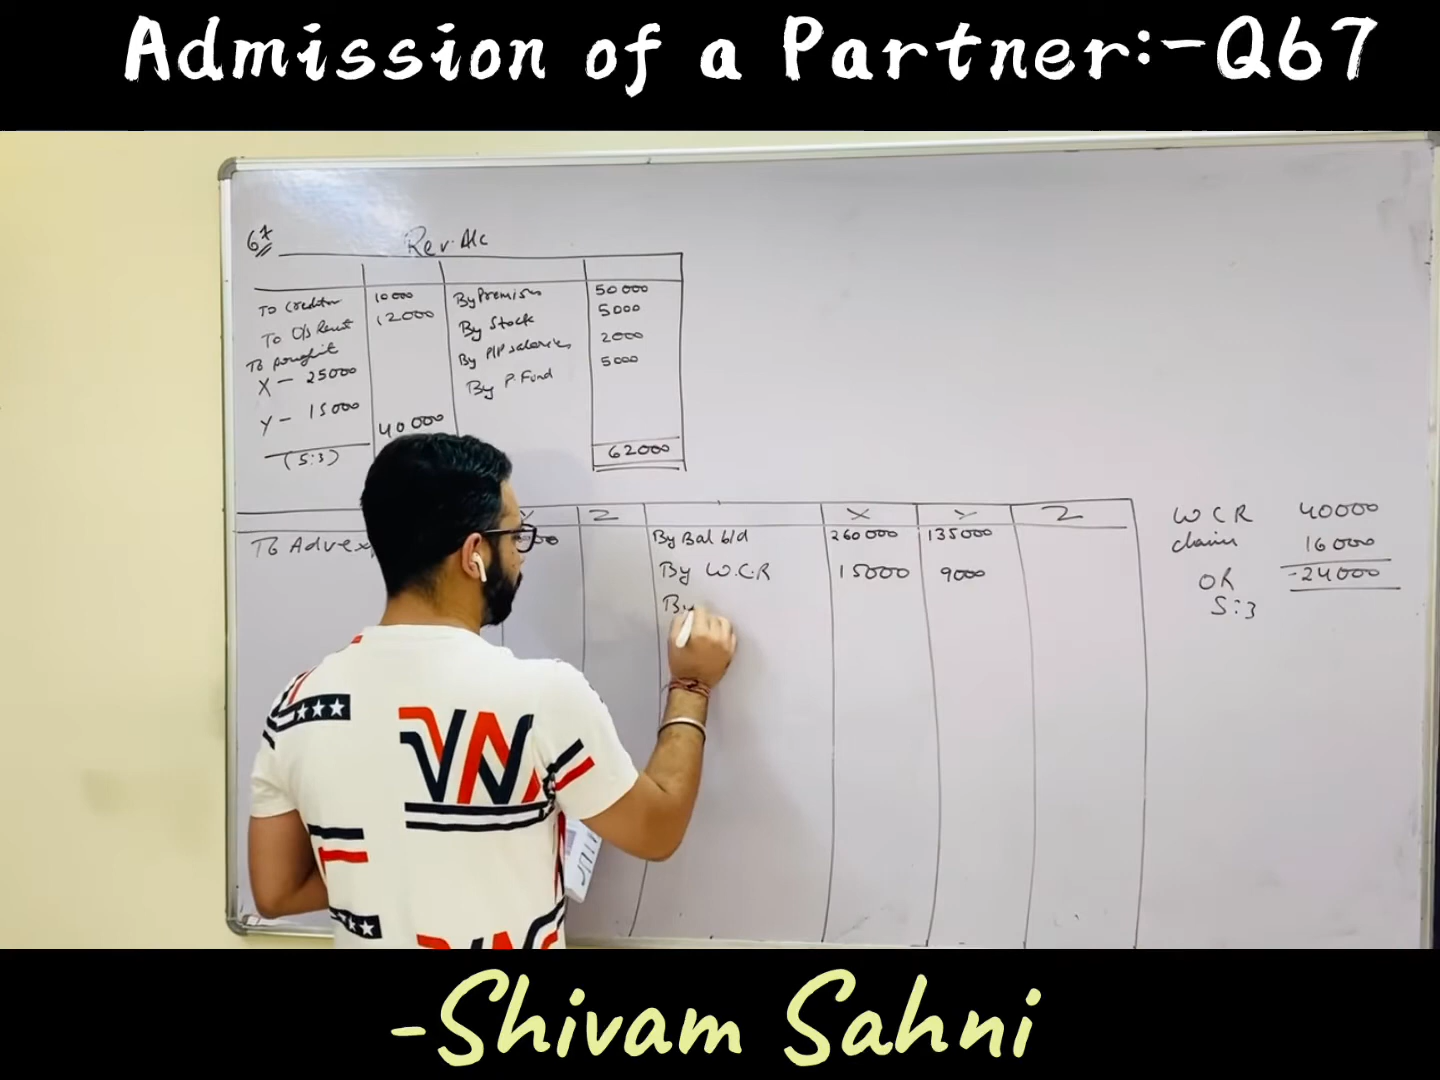 Admission of a Partner:-Q67
67
Rev. A/c
To Creditor 10000 By Premises 50000
To O/s Rent 12000 By Stock 5000
To profit By P/P salaries 2000
X - 25000 By P. Fund 5000
Y - 15000
40000
(5:3) 62000
Y Z X Y Z
To Adv ex By Bal b/d 260000 135000
By W.C.R 15000 9000
By
WCR 40000
claim 16000
OR -24000
5:3
VN
-Shivam Sahni